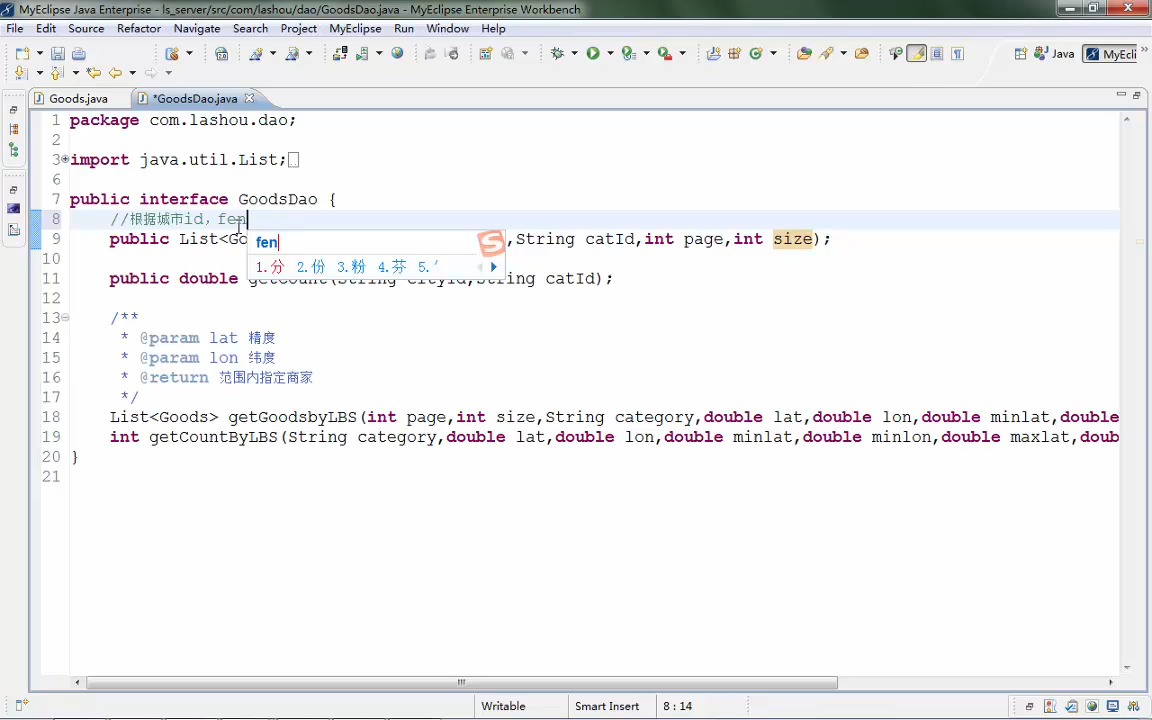 MyEclipse Java Enterprise - ls_server/src/com/lashou/dao/GoodsDao.java - MyEclipse Enterprise Workbench
File Edit Source Refactor Navigate Search Project MyEclipse Run Window Help
Java MyEcli
Goods.java *GoodsDao.java
1 package com.lashou.dao;
2
3 import java.util.List;
6
7 public interface GoodsDao {
8 //根据城市id，fen
9 public List<Go ,String catId,int page,int size);
fen
1.分 2.份 3.粉 4.芬 5.′
10
11 public double getCount(String cityId,String catId);
12
13 /**
14 * @param lat 精度
15 * @param lon 纬度
16 * @return 范围内指定商家
17 */
18 List<Goods> getGoodsbyLBS(int page,int size,String category,double lat,double lon,double minlat,double
19 int getCountByLBS(String category,double lat,double lon,double minlat,double minlon,double maxlat,doub
20 }
21
Writable Smart Insert 8 : 14